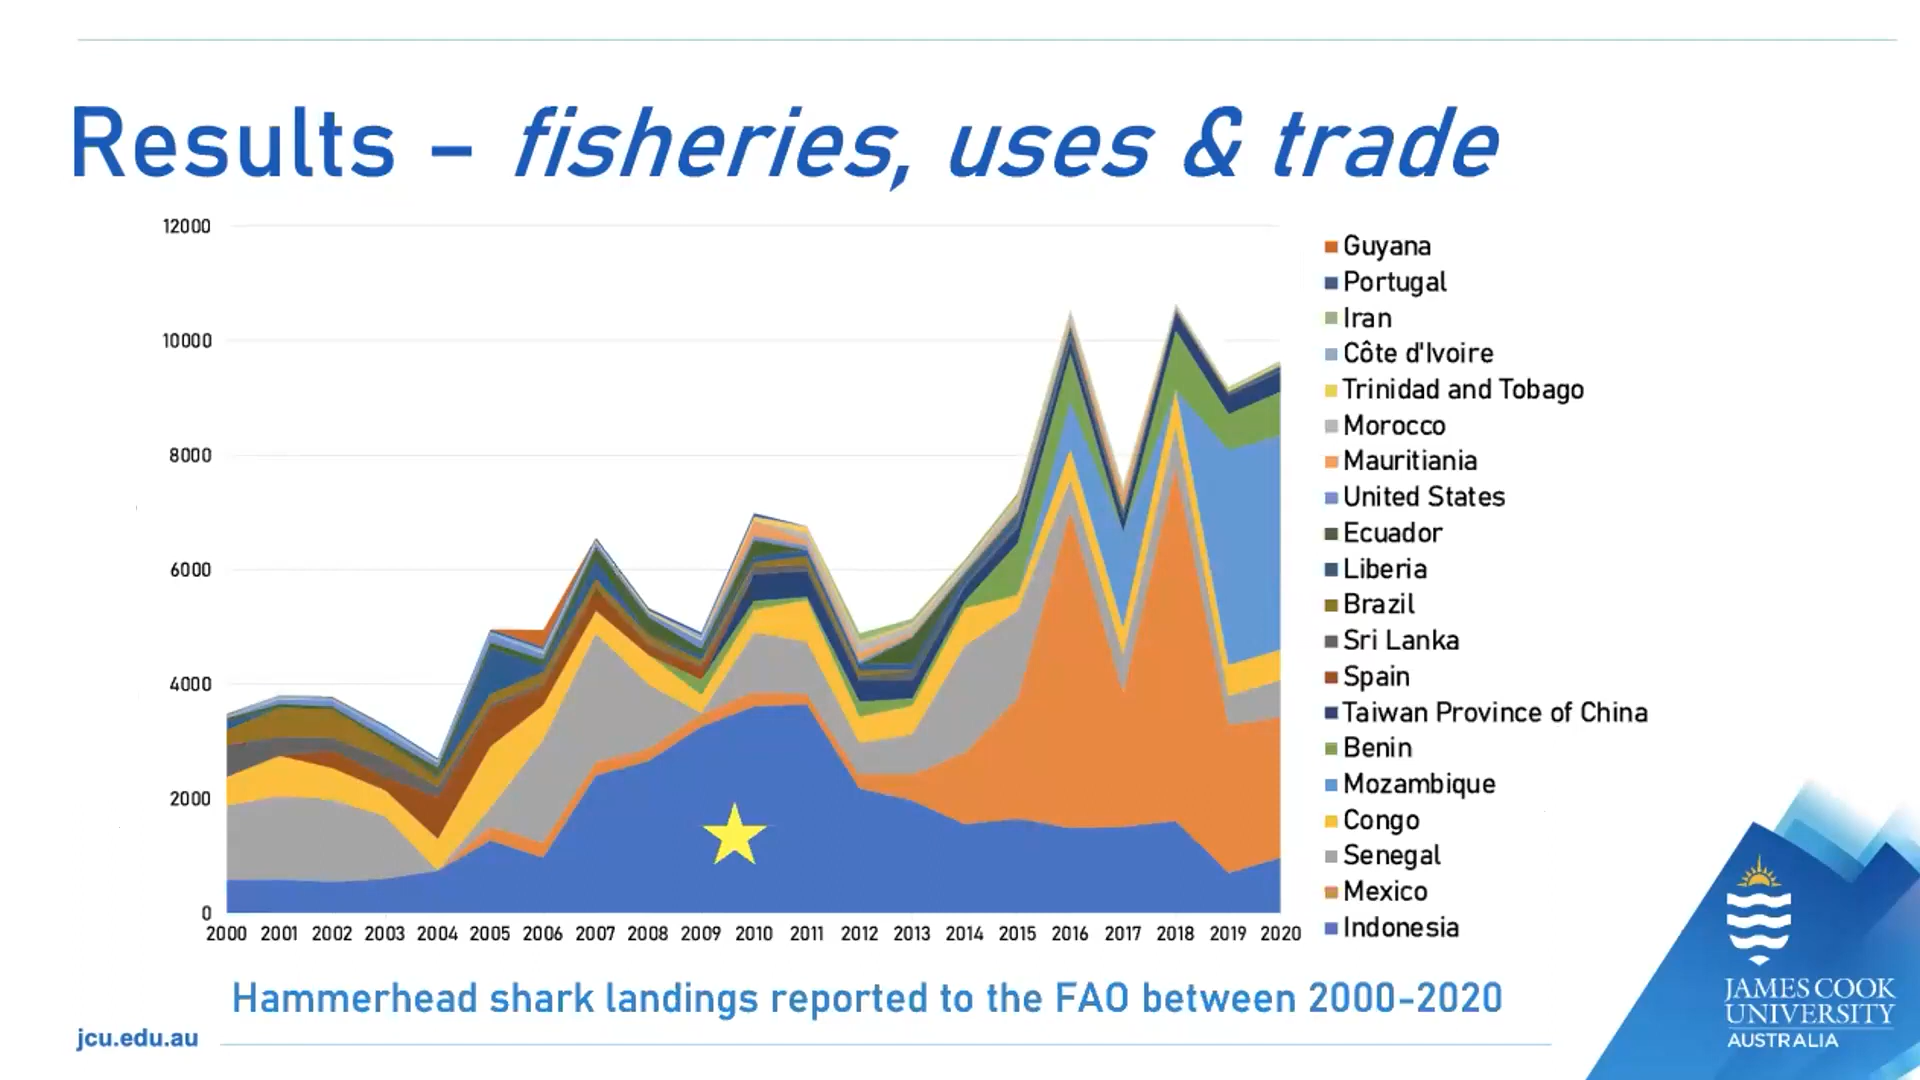 Results – fisheries, uses & trade
12000
10000
8000
6000
4000
2000
0
2000 2001 2002 2003 2004 2005 2006 2007 2008 2009 2010 2011 2012 2013 2014 2015 2016 2017 2018 2019 2020
Guyana
Portugal
Iran
Côte d'Ivoire
Trinidad and Tobago
Morocco
Mauritiania
United States
Ecuador
Liberia
Brazil
Sri Lanka
Spain
Taiwan Province of China
Benin
Mozambique
Congo
Senegal
Mexico
Indonesia
Hammerhead shark landings reported to the FAO between 2000-2020
jcu.edu.au
JAMES COOK
UNIVERSITY
AUSTRALIA